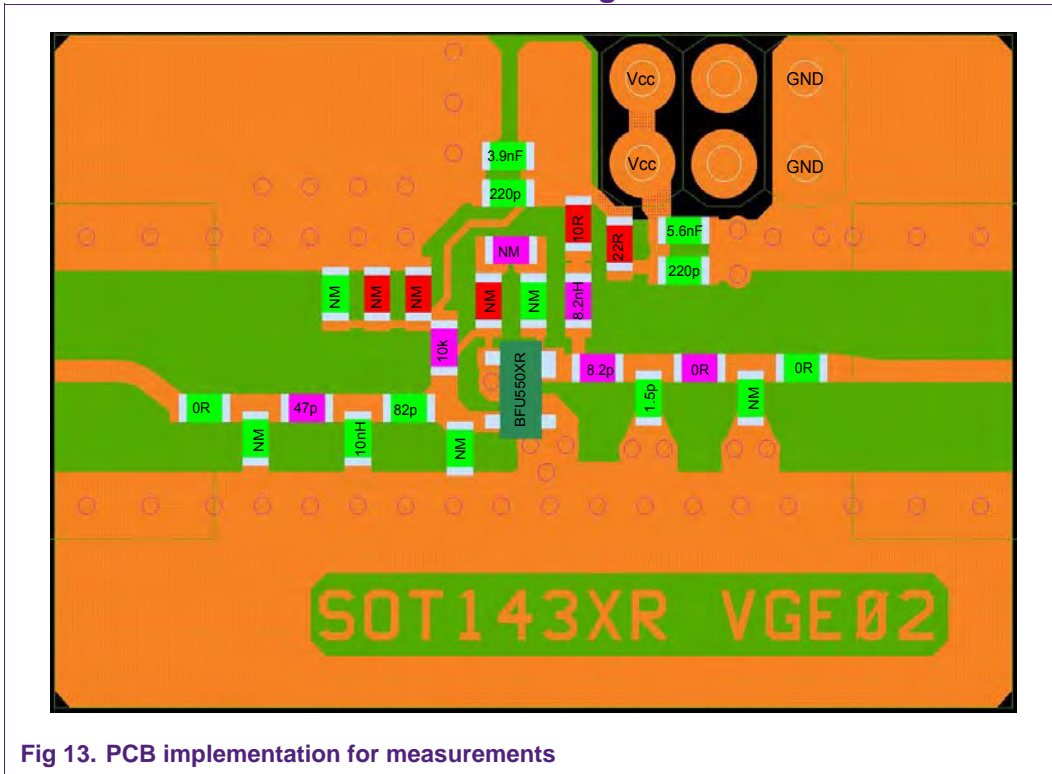 Vcc
GND
3.9nF
Vcc
GND
220p
10R
22R
5.6nF
NM
220p
NM
NM
NM
NM
NM
8.2nH
10k
BFU550XR
8.2p
0R
0R
0R
47p
82p
1.5p
NM
NM
10nH
NM
SOT143XR VGE02
Fig 13. PCB implementation for measurements